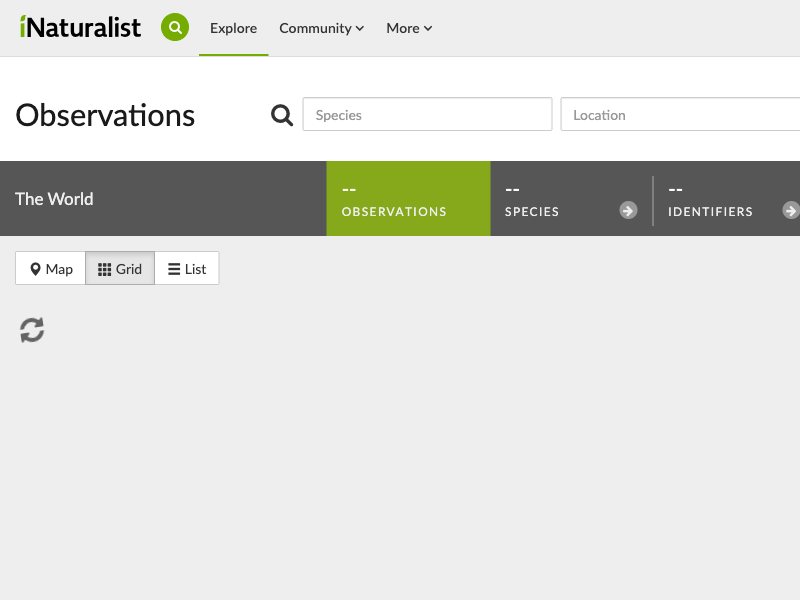 iNaturalist
Explore
Community
More
Observations
Species
Location
The World
--
OBSERVATIONS
--
SPECIES
--
IDENTIFIERS
Map
Grid
List